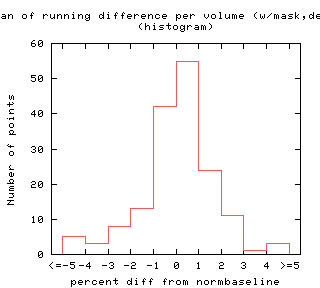 an of running difference per volume (w/mask,de
(histogram)
60
50
40
30
20
10
0
Number of points
<=-5 -4 -3 -2 -1 0 1 2 3 4 >=5
percent diff from normbaseline